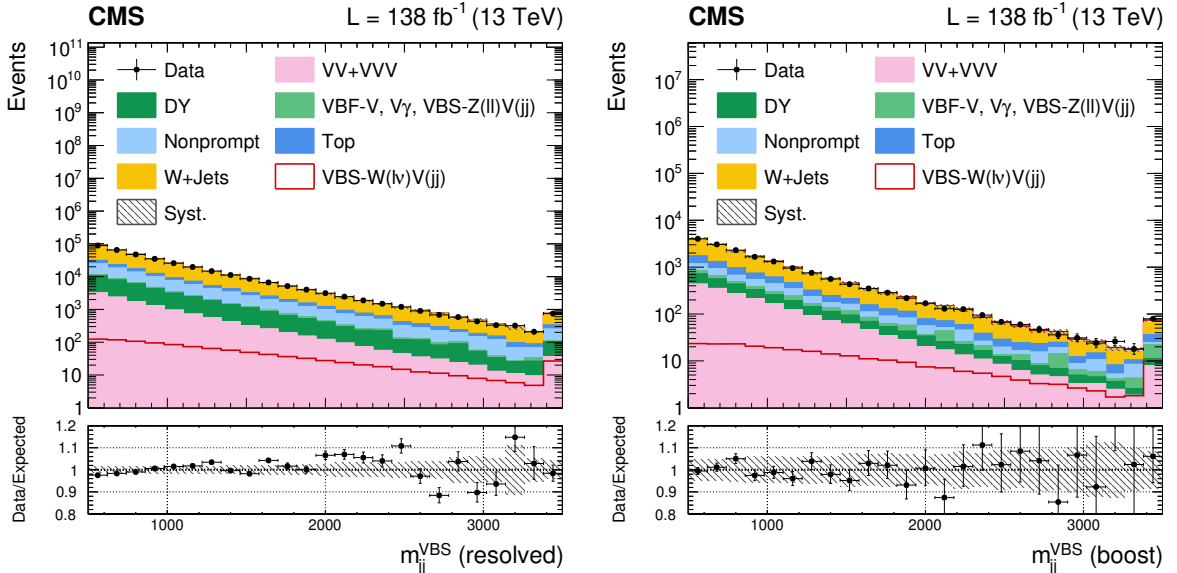 CMS L = 138 fb⁻¹ (13 TeV)
Events
10¹¹
10¹⁰
10⁹
10⁸
10⁷
10⁶
10⁵
10⁴
10³
10²
10
1
Data VV+VVV
DY VBF-V, Vγ, VBS-Z(ll)V(jj)
Nonprompt Top
W+Jets VBS-W(lν)V(jj)
Syst.
Data/Expected
1.2
1.1
1
0.9
0.8
1000 2000 3000
m_jj^VBS (resolved)
CMS L = 138 fb⁻¹ (13 TeV)
Events
10⁷
10⁶
10⁵
10⁴
10³
10²
10
1
Data VV+VVV
DY VBF-V, Vγ, VBS-Z(ll)V(jj)
Nonprompt Top
W+Jets VBS-W(lν)V(jj)
Syst.
Data/Expected
1.2
1.1
1
0.9
0.8
1000 2000 3000
m_jj^VBS (boost)